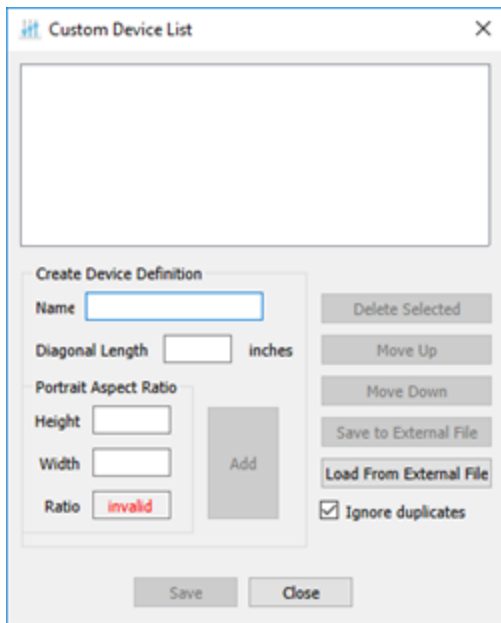 Custom Device List
Create Device Definition
Name
Diagonal Length inches
Portrait Aspect Ratio
Height
Width
Ratio invalid
Add
Delete Selected
Move Up
Move Down
Save to External File
Load From External File
Ignore duplicates
Save Close